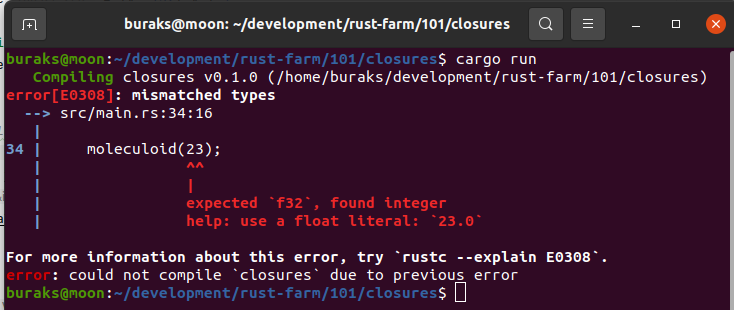 buraks@moon: ~/development/rust-farm/101/closures
buraks@moon:~/development/rust-farm/101/closures$ cargo run
   Compiling closures v0.1.0 (/home/buraks/development/rust-farm/101/closures)
error[E0308]: mismatched types
  --> src/main.rs:34:16
   |
34 |     moleculoid(23);
   |                ^^
   |                |
   |                expected `f32`, found integer
   |                help: use a float literal: `23.0`

For more information about this error, try `rustc --explain E0308`.
error: could not compile `closures` due to previous error
buraks@moon:~/development/rust-farm/101/closures$